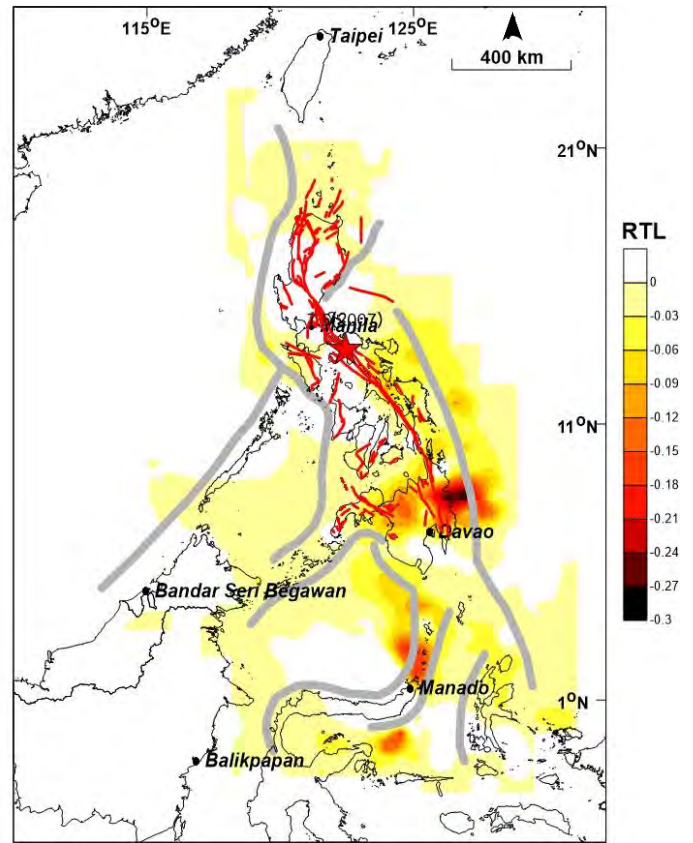 115°E
125°E
Taipei
400 km
21°N
RTL
0
-0.03
-0.06
-0.09
-0.12
-0.15
-0.18
-0.21
-0.24
-0.27
-0.3
2007)
Manila
11°N
Davao
Bandar Seri Begawan
Manado
1°N
Balikpapan